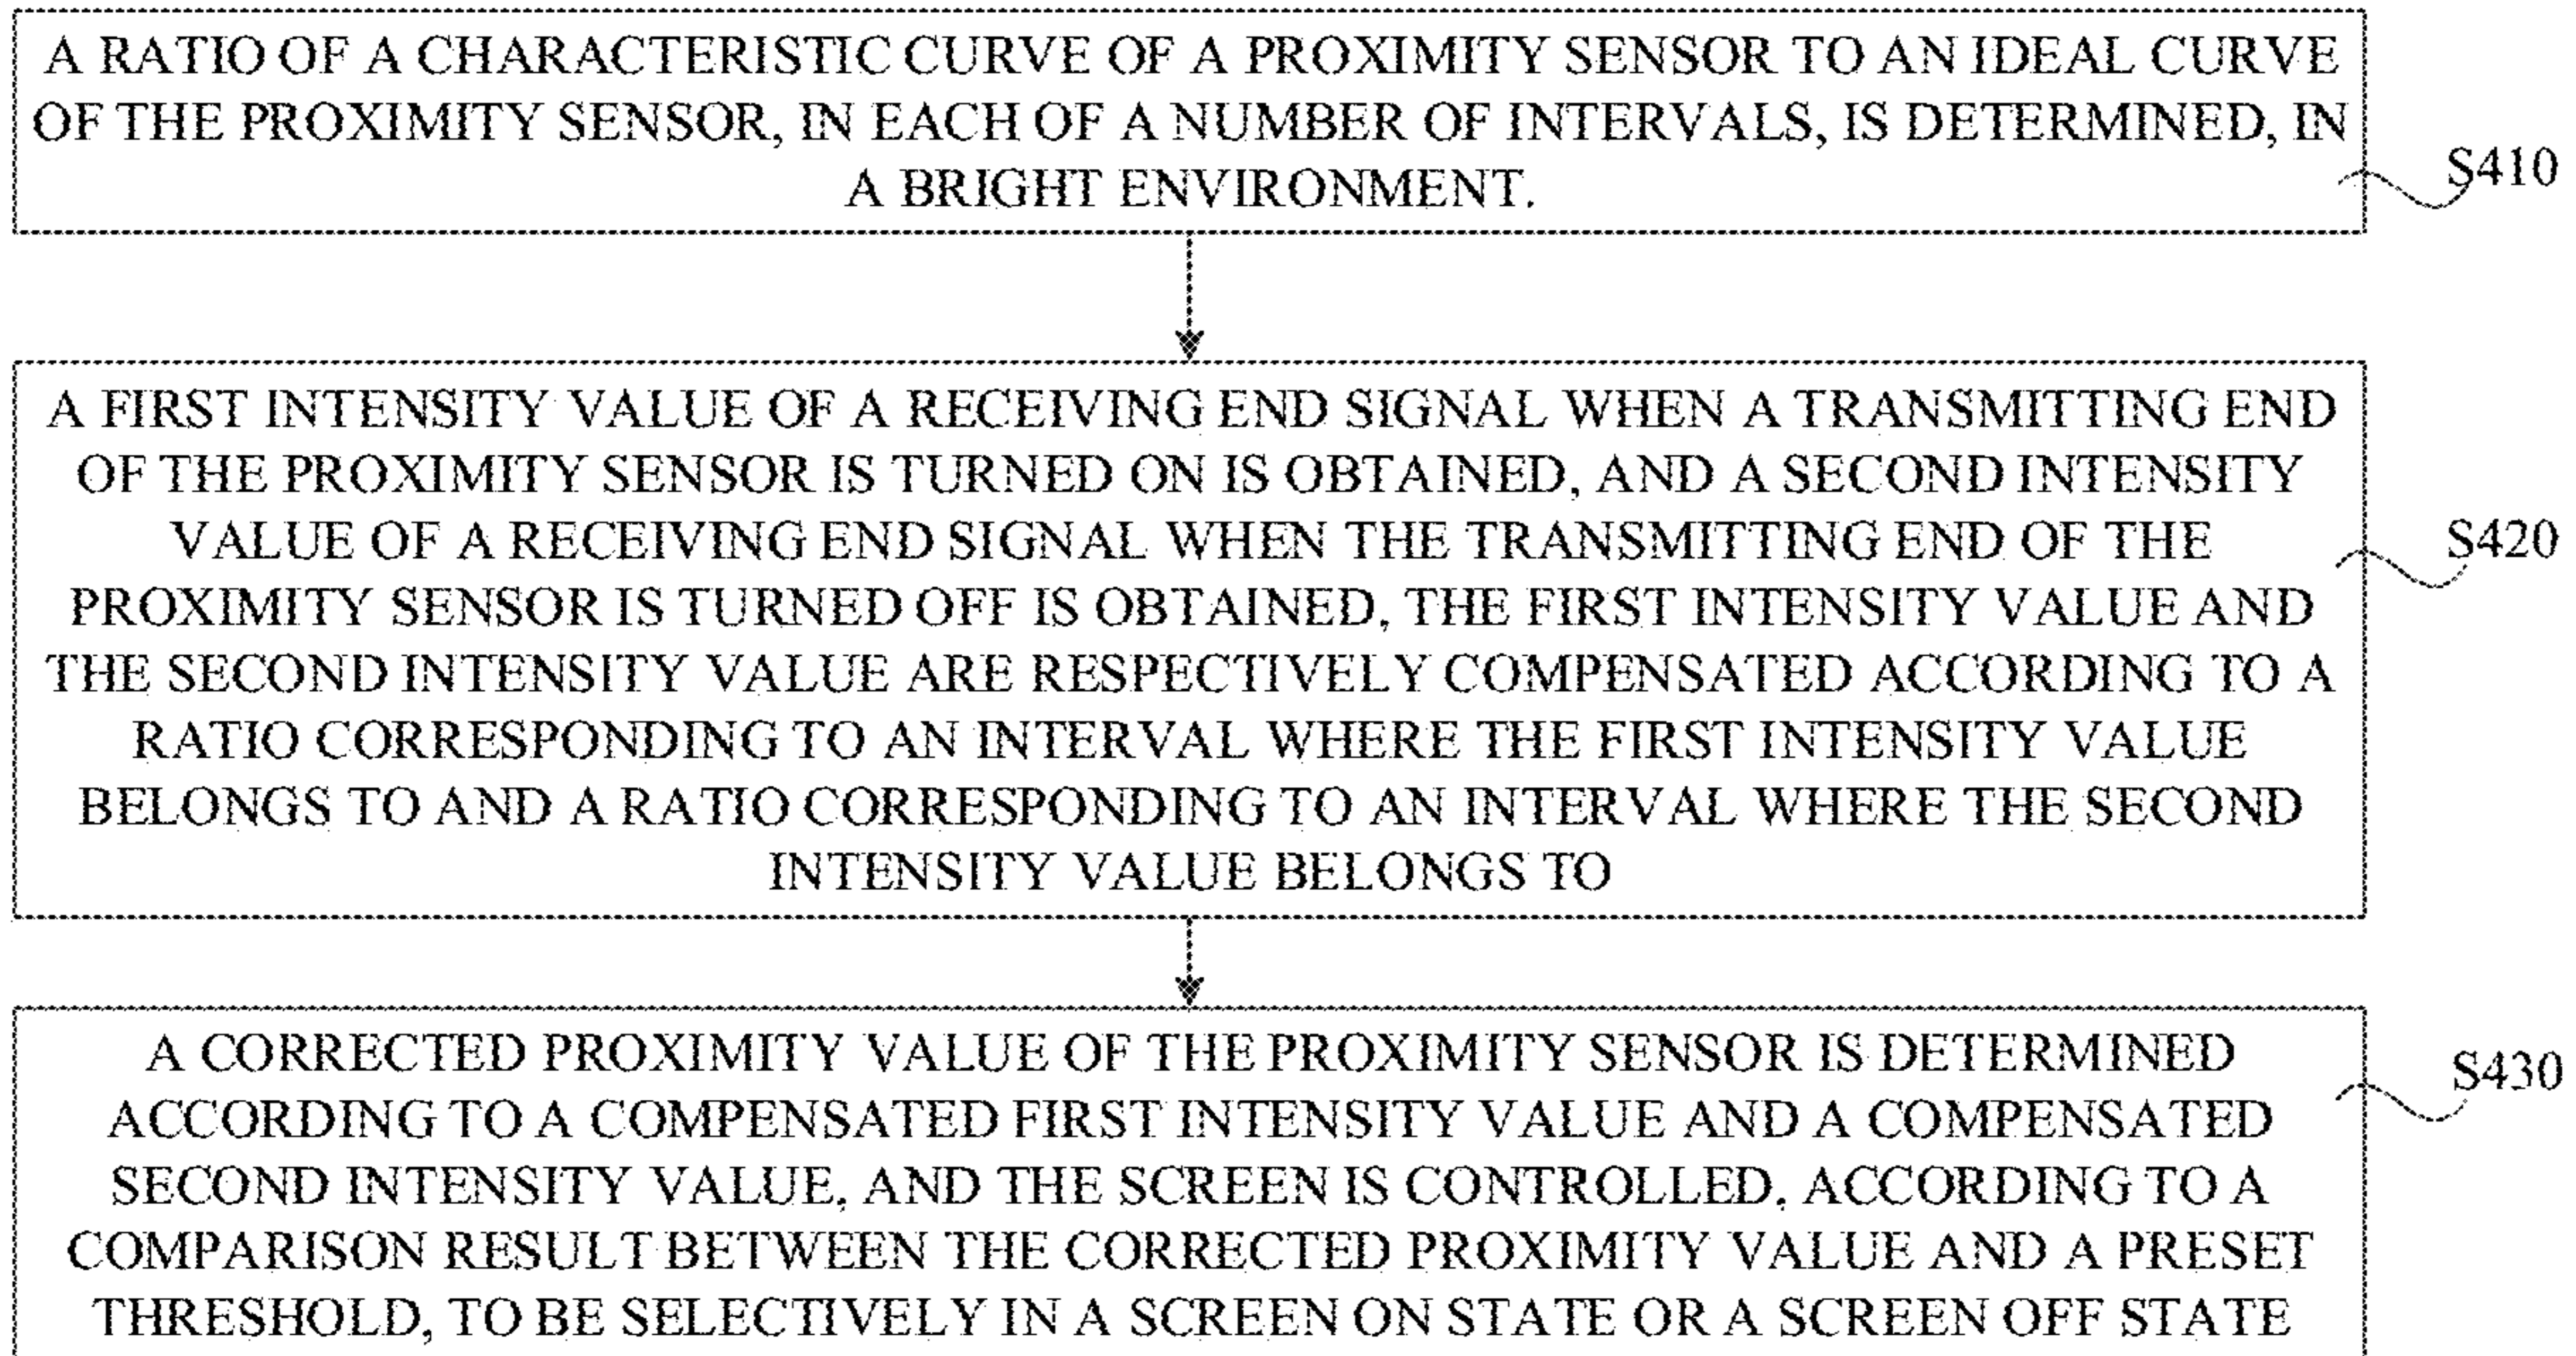 A RATIO OF A CHARACTERISTIC CURVE OF A PROXIMITY SENSOR TO AN IDEAL CURVE
OF THE PROXIMITY SENSOR, IN EACH OF A NUMBER OF INTERVALS, IS DETERMINED, IN
A BRIGHT ENVIRONMENT.
S410
A FIRST INTENSITY VALUE OF A RECEIVING END SIGNAL WHEN A TRANSMITTING END
OF THE PROXIMITY SENSOR IS TURNED ON IS OBTAINED, AND A SECOND INTENSITY
VALUE OF A RECEIVING END SIGNAL WHEN THE TRANSMITTING END OF THE
PROXIMITY SENSOR IS TURNED OFF IS OBTAINED, THE FIRST INTENSITY VALUE AND
THE SECOND INTENSITY VALUE ARE RESPECTIVELY COMPENSATED ACCORDING TO A
RATIO CORRESPONDING TO AN INTERVAL WHERE THE FIRST INTENSITY VALUE
BELONGS TO AND A RATIO CORRESPONDING TO AN INTERVAL WHERE THE SECOND
INTENSITY VALUE BELONGS TO
S420
A CORRECTED PROXIMITY VALUE OF THE PROXIMITY SENSOR IS DETERMINED
ACCORDING TO A COMPENSATED FIRST INTENSITY VALUE AND A COMPENSATED
SECOND INTENSITY VALUE, AND THE SCREEN IS CONTROLLED, ACCORDING TO A
COMPARISON RESULT BETWEEN THE CORRECTED PROXIMITY VALUE AND A PRESET
THRESHOLD, TO BE SELECTIVELY IN A SCREEN ON STATE OR A SCREEN OFF STATE
S430